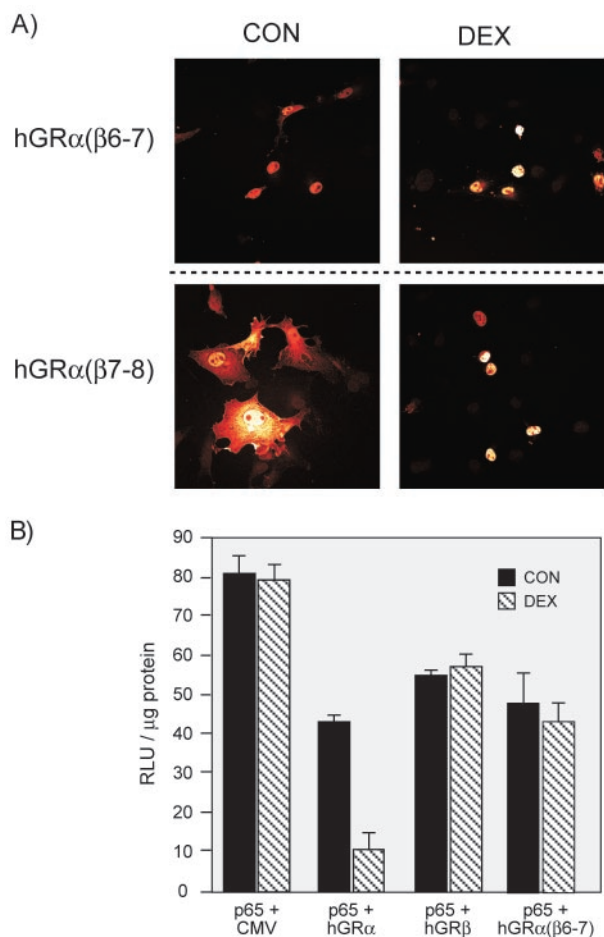 A)
CON DEX
hGRα(β6-7)
hGRα(β7-8)
B)
90
80
70
60
50
40
30
20
10
0
RLU / μg protein
CON
DEX
p65 + p65 + p65 + p65 +
CMV hGRα hGRβ hGRα(β6-7)